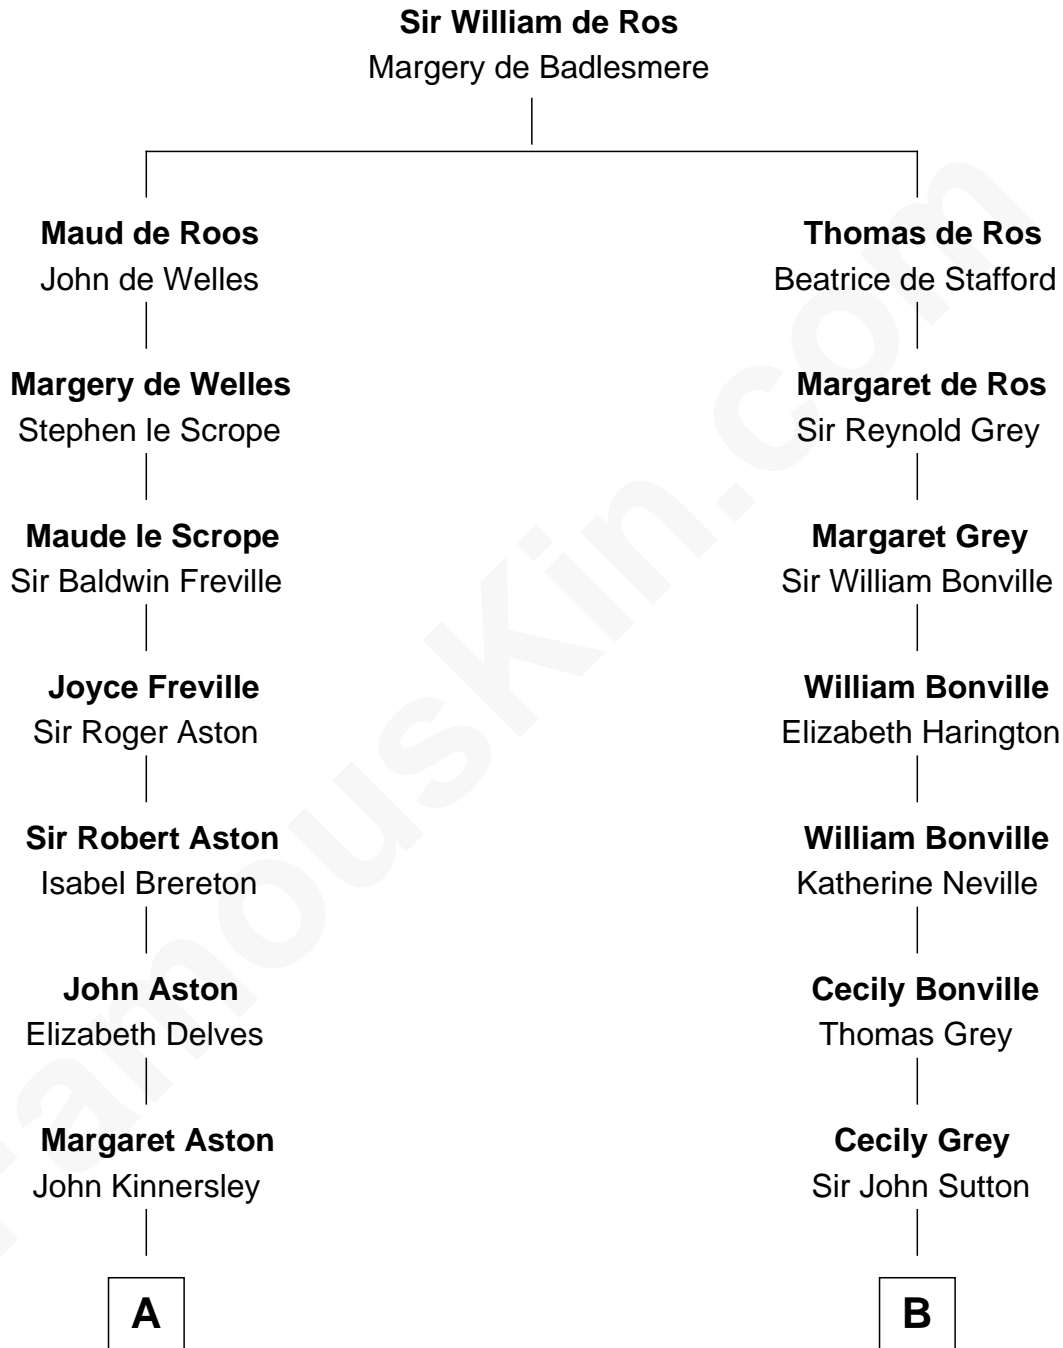 Sir William de Ros
Margery de Badlesmere
Maud de Roos
John de Welles
Thomas de Ros
Beatrice de Stafford
Margery de Welles
Stephen le Scrope
Margaret de Ros
Sir Reynold Grey
Maude le Scrope
Sir Baldwin Freville
Margaret Grey
Sir William Bonville
Joyce Freville
Sir Roger Aston
William Bonville
Elizabeth Harington
Sir Robert Aston
Isabel Brereton
William Bonville
Katherine Neville
John Aston
Elizabeth Delves
Cecily Bonville
Thomas Grey
Margaret Aston
John Kinnersley
Cecily Grey
Sir John Sutton
A
B
FamousKin.com